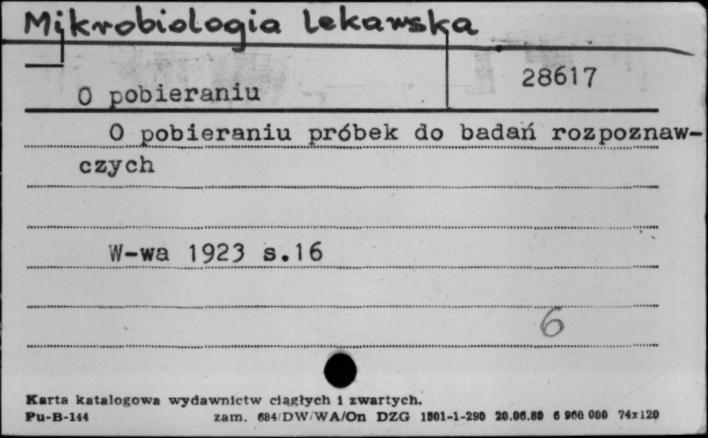 Mikrobiologia lekarska
28617
O pobieraniu
O pobieraniu próbek do badań rozpoznaw-
czych
W-wa 1923 s.16
6
Karta katalogowa wydawnictw ciągłych i zwartych.
Pu-B-144 zam. 684/DW/WA/On DZG 1801-1-290 20.06.80 6 960 000 74x120